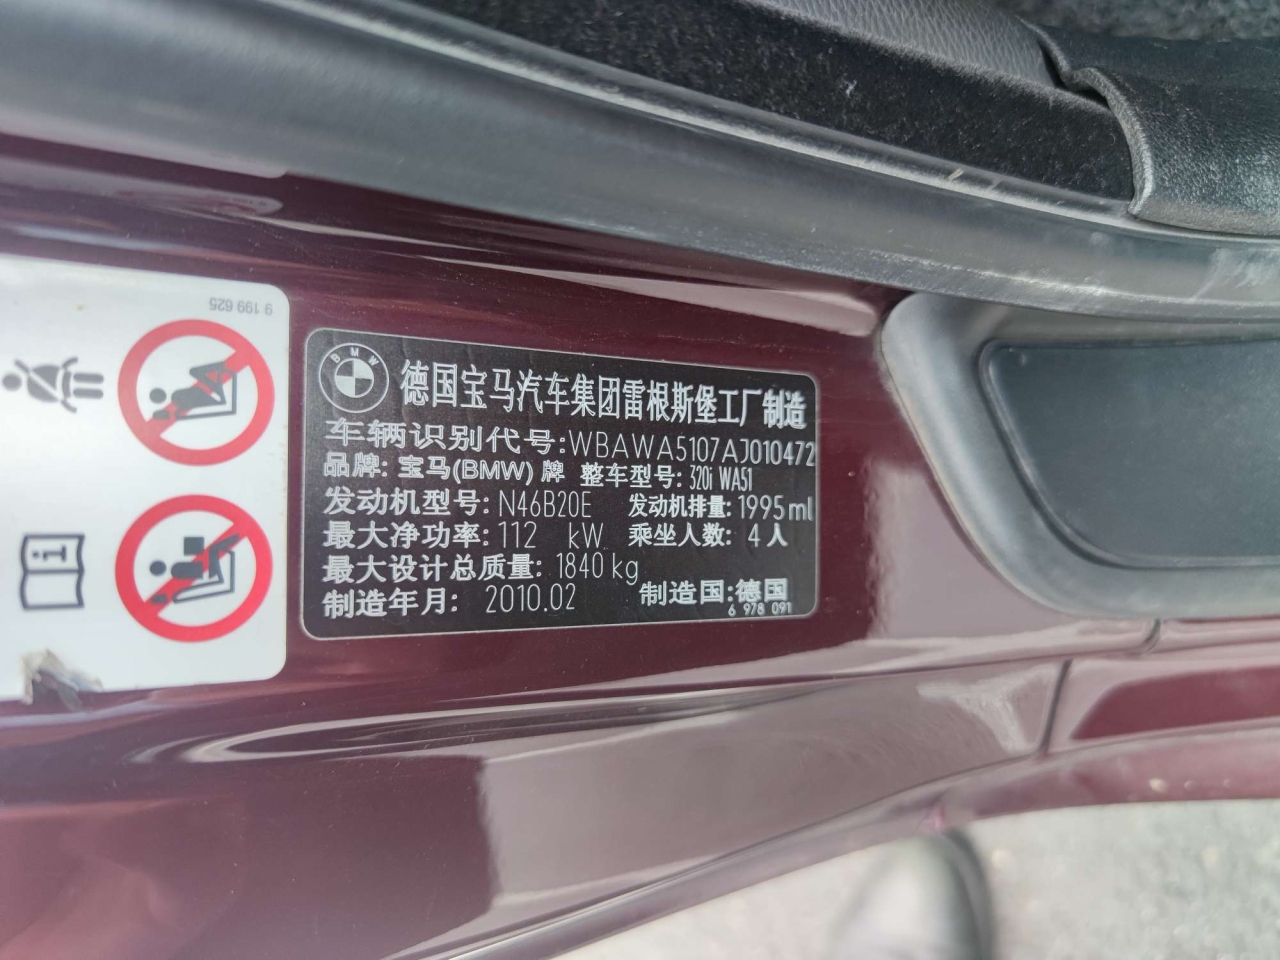 9 199 625
BMW
德国宝马汽车集团雷根斯堡工厂制造
车辆识别代号:WBAWA5107AJ010472
品牌: 宝马(BMW) 牌 整车型号: 320i WA51
发动机型号: N46B20E 发动机排量: 1995ml
最大净功率: 112 kW 乘坐人数: 4人
最大设计总质量: 1840 kg
制造年月: 2010.02 制造国:德国
6 978 091